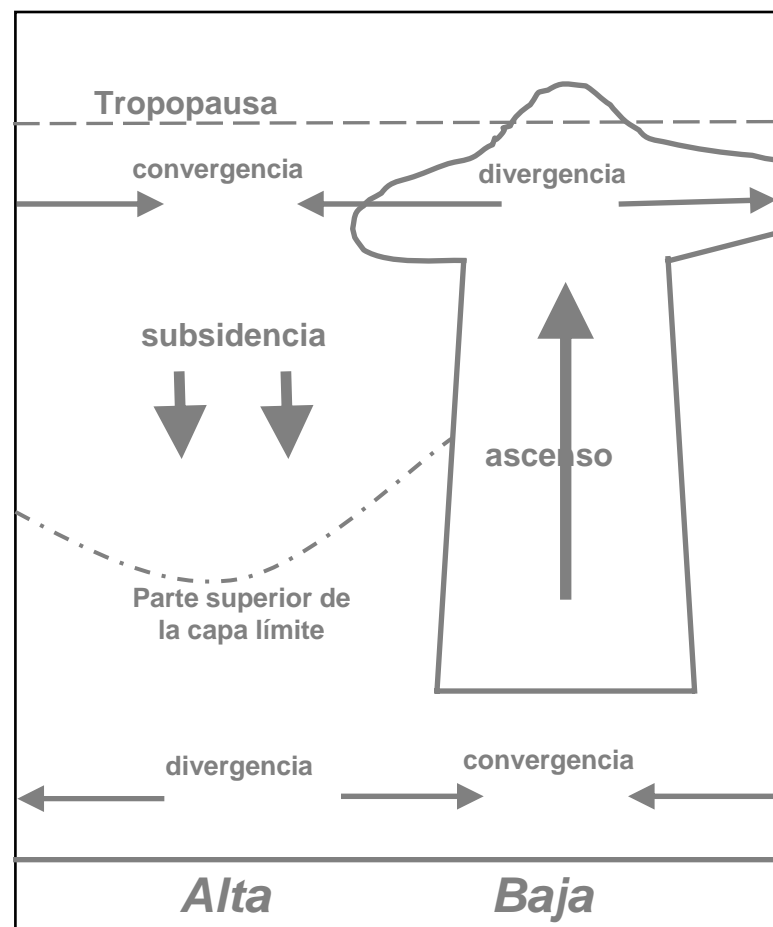 Tropopausa
convergencia
divergencia
subsidencia
ascenso
Parte superior de
la capa límite
divergencia
convergencia
Alta
Baja